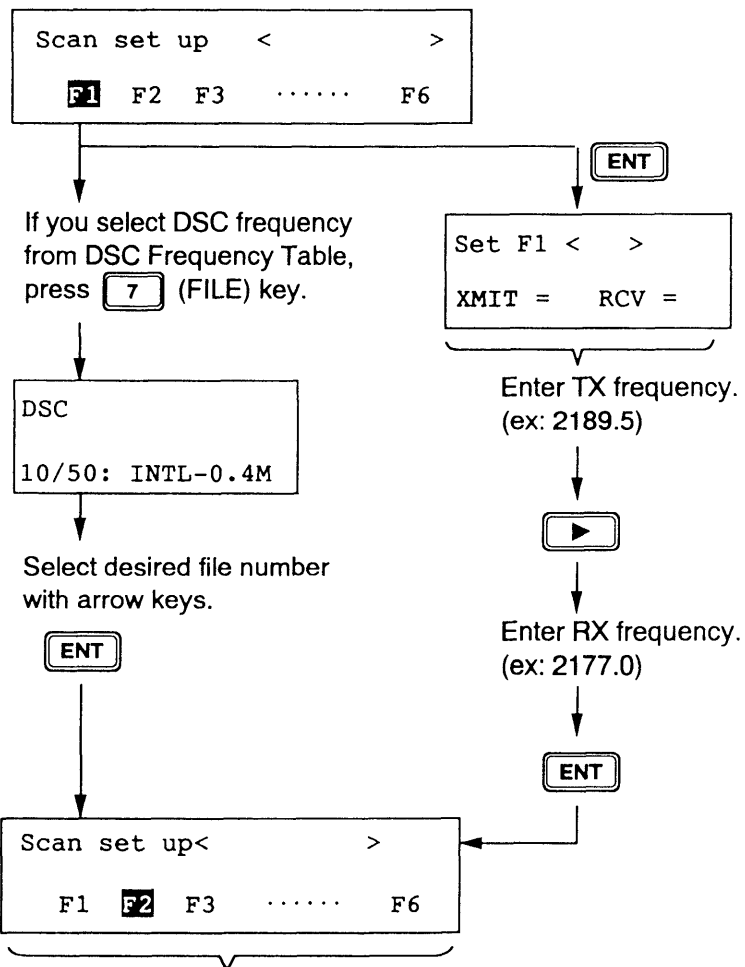 Scan set up < >
F1 F2 F3 ······ F6
If you select DSC frequency
from DSC Frequency Table,
press 7 (FILE) key.
DSC
10/50: INTL-0.4M
Select desired file number
with arrow keys.
ENT
ENT
Set F1 < >
XMIT = RCV =
Enter TX frequency.
(ex: 2189.5)
►
Enter RX frequency.
(ex: 2177.0)
ENT
Scan set up< >
F1 F2 F3 ······ F6